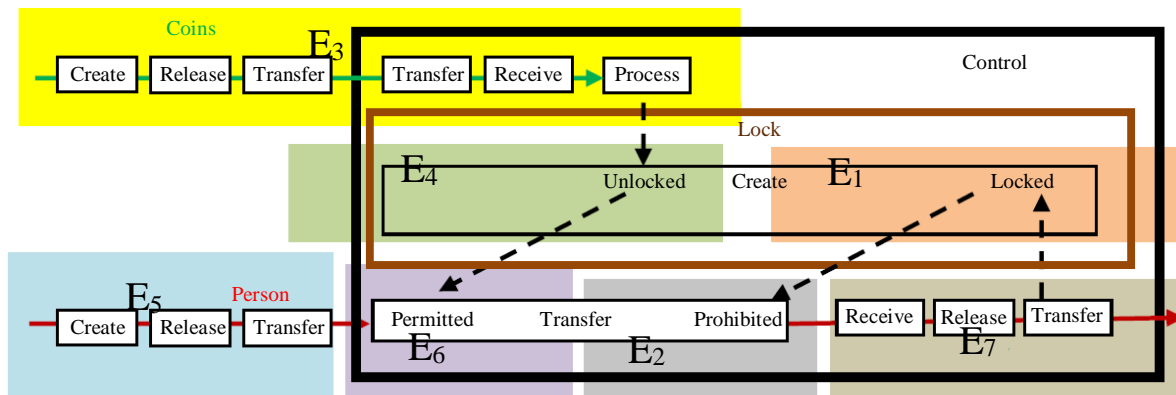 Coins
E3
Create Release Transfer Transfer Receive Process
Control
Lock
E4 Unlocked Create E1 Locked
E5 Person
Create Release Transfer
Permitted Transfer Prohibited
Receive Release Transfer
E6 E2 E7